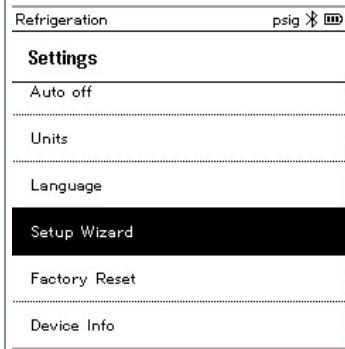 Refrigeration psig
Settings
Auto off
Units
Language
Setup Wizard
Factory Reset
Device Info